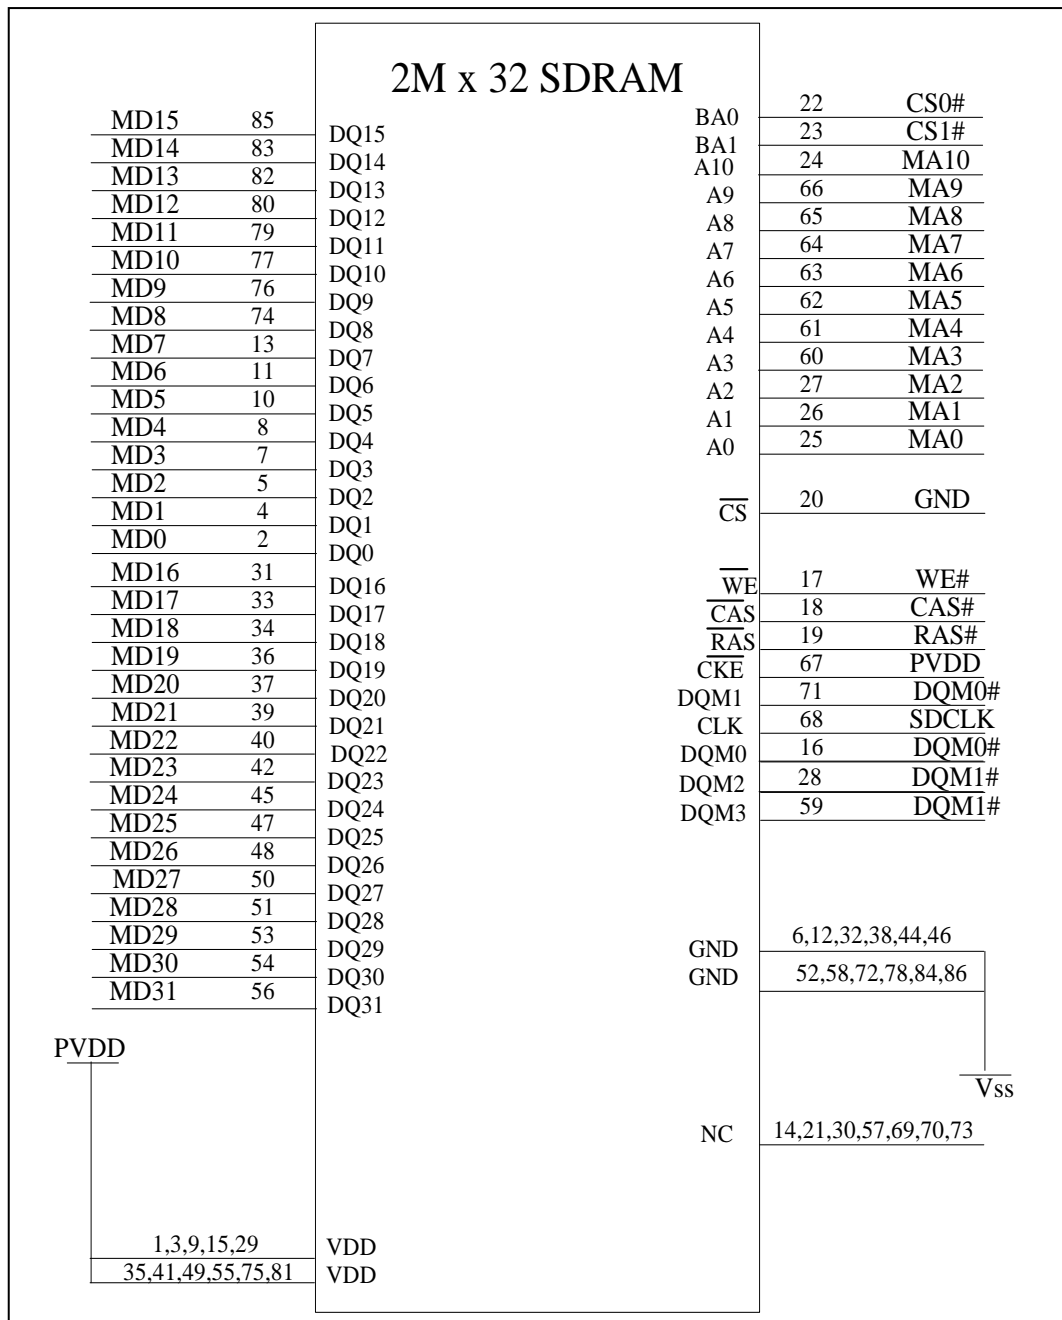 2M x 32 SDRAM
MD15 85 DQ15
MD14 83 DQ14
MD13 82 DQ13
MD12 80 DQ12
MD11 79 DQ11
MD10 77 DQ10
MD9 76 DQ9
MD8 74 DQ8
MD7 13 DQ7
MD6 11 DQ6
MD5 10 DQ5
MD4 8 DQ4
MD3 7 DQ3
MD2 5 DQ2
MD1 4 DQ1
MD0 2 DQ0
MD16 31 DQ16
MD17 33 DQ17
MD18 34 DQ18
MD19 36 DQ19
MD20 37 DQ20
MD21 39 DQ21
MD22 40 DQ22
MD23 42 DQ23
MD24 45 DQ24
MD25 47 DQ25
MD26 48 DQ26
MD27 50 DQ27
MD28 51 DQ28
MD29 53 DQ29
MD30 54 DQ30
MD31 56 DQ31
PVDD
1,3,9,15,29 VDD
35,41,49,55,75,81 VDD
BA0 22 CS0#
BA1 23 CS1#
A10 24 MA10
A9 66 MA9
A8 65 MA8
A7 64 MA7
A6 63 MA6
A5 62 MA5
A4 61 MA4
A3 60 MA3
A2 27 MA2
A1 26 MA1
A0 25 MA0
CS 20 GND
WE 17 WE#
CAS 18 CAS#
RAS 19 RAS#
CKE 67 PVDD
DQM1 71 DQM0#
CLK 68 SDCLK
DQM0 16 DQM0#
DQM2 28 DQM1#
DQM3 59 DQM1#
GND 6,12,32,38,44,46
GND 52,58,72,78,84,86
Vss
NC 14,21,30,57,69,70,73